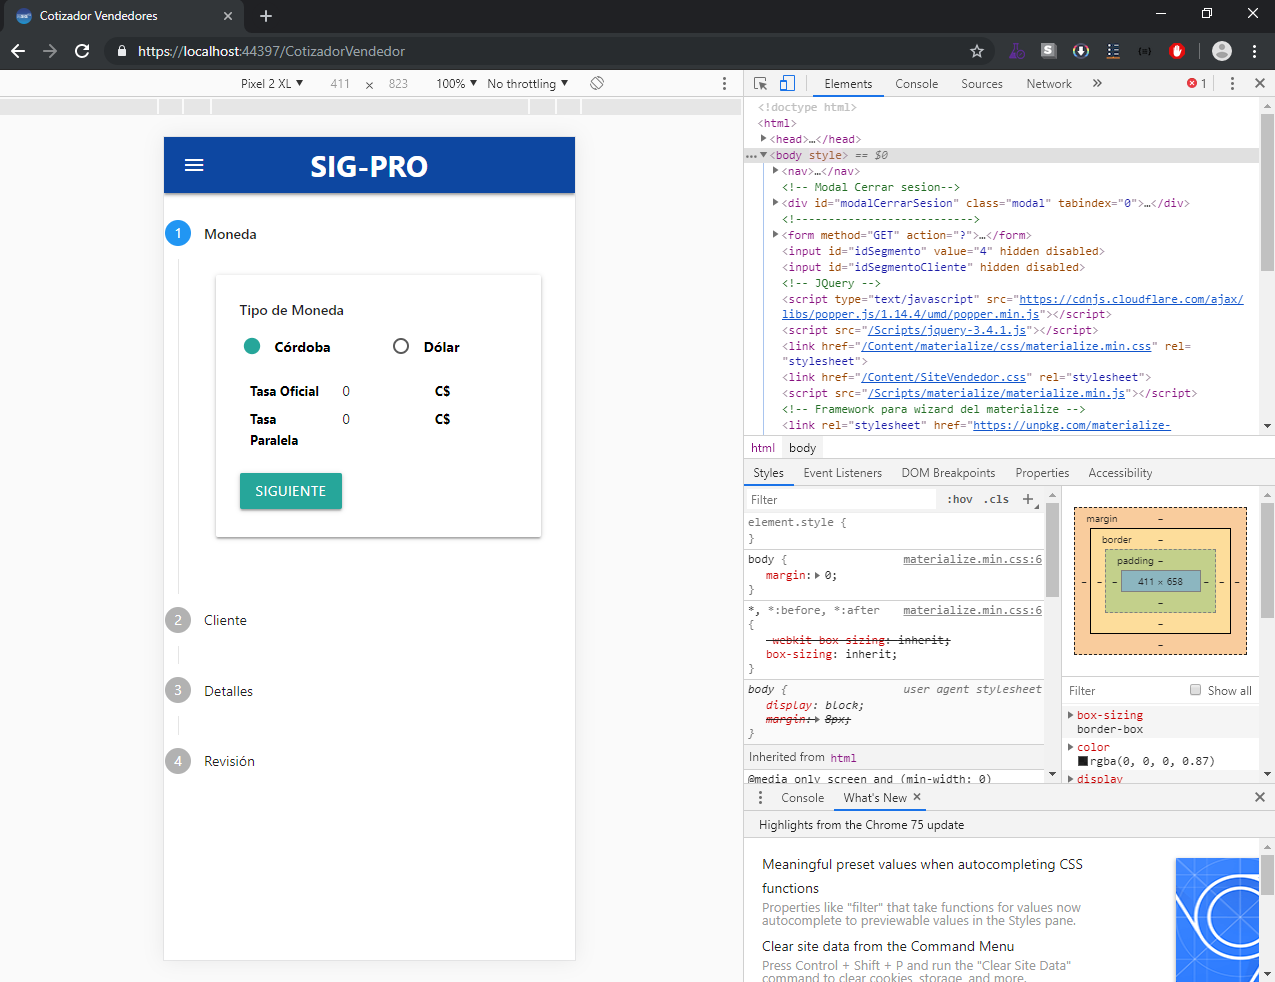 Cotizador Vendedores
https://localhost:44397/CotizadorVendedor
Pixel 2 XL ▼ 411 × 823 100% ▼ No throttling ▼
SIG-PRO
1 Moneda
Tipo de Moneda
Córdoba Dólar
Tasa Oficial 0 C$
Tasa Paralela 0 C$
SIGUIENTE
2 Cliente
3 Detalles
4 Revisión
Elements Console Sources Network » 1
<!doctype html>
<html>
<head>…</head>
<body style> == $0
<nav>…</nav>
<!-- Modal Cerrar sesion-->
<div id="modalCerrarSesion" class="modal" tabindex="0">…</div>
<!--------------------------->
<form method="GET" action="?">…</form>
<input id="idSegmento" value="4" hidden disabled>
<input id="idSegmentoCliente" hidden disabled>
<!-- JQuery -->
<script type="text/javascript" src="https://cdnjs.cloudflare.com/ajax/
libs/popper.js/1.14.4/umd/popper.min.js"></script>
<script src="/Scripts/jquery-3.4.1.js"></script>
<link href="/Content/materialize/css/materialize.min.css" rel=
"stylesheet">
<link href="/Content/SiteVendedor.css" rel="stylesheet">
<script src="/Scripts/materialize/materialize.min.js"></script>
<!-- Framework para wizard del materialize -->
<link rel="stylesheet" href="https://unpkg.com/materialize-
html body
Styles Event Listeners DOM Breakpoints Properties Accessibility
Filter :hov .cls +
element.style {
}
body { materialize.min.css:6
margin: 0;
}
*, *:before, *:after materialize.min.css:6
{
-webkit-box-sizing: inherit;
box-sizing: inherit;
}
body { user agent stylesheet
display: block;
margin: 8px;
}
Inherited from html
@media only screen and (min-width: 0)
margin –
border –
padding –
– – – 411 × 658 – – –
–
–
–
Filter Show all
box-sizing
border-box
color
rgba(0, 0, 0, 0.87)
display
Console What's New ×
Highlights from the Chrome 75 update
Meaningful preset values when autocompleting CSS
functions
Properties like "filter" that take functions for values now
autocomplete to previewable values in the Styles pane.
Clear site data from the Command Menu
Press Control + Shift + P and run the "Clear Site Data"
command to clear cookies, storage, and more.